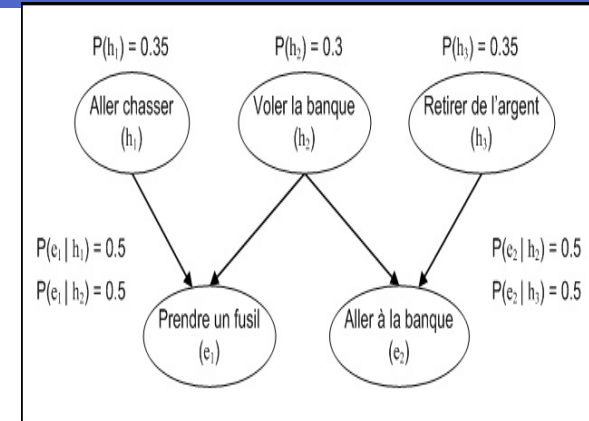 P(h₁) = 0.35 P(h₂) = 0.3 P(h₃) = 0.35
Aller chasser
(h₁)
Voler la banque
(h₂)
Retirer de l'argent
(h₃)
P(e₁ | h₁) = 0.5
P(e₁ | h₂) = 0.5
P(e₂ | h₂) = 0.5
P(e₂ | h₃) = 0.5
Prendre un fusil
(e₁)
Aller à la banque
(e₂)